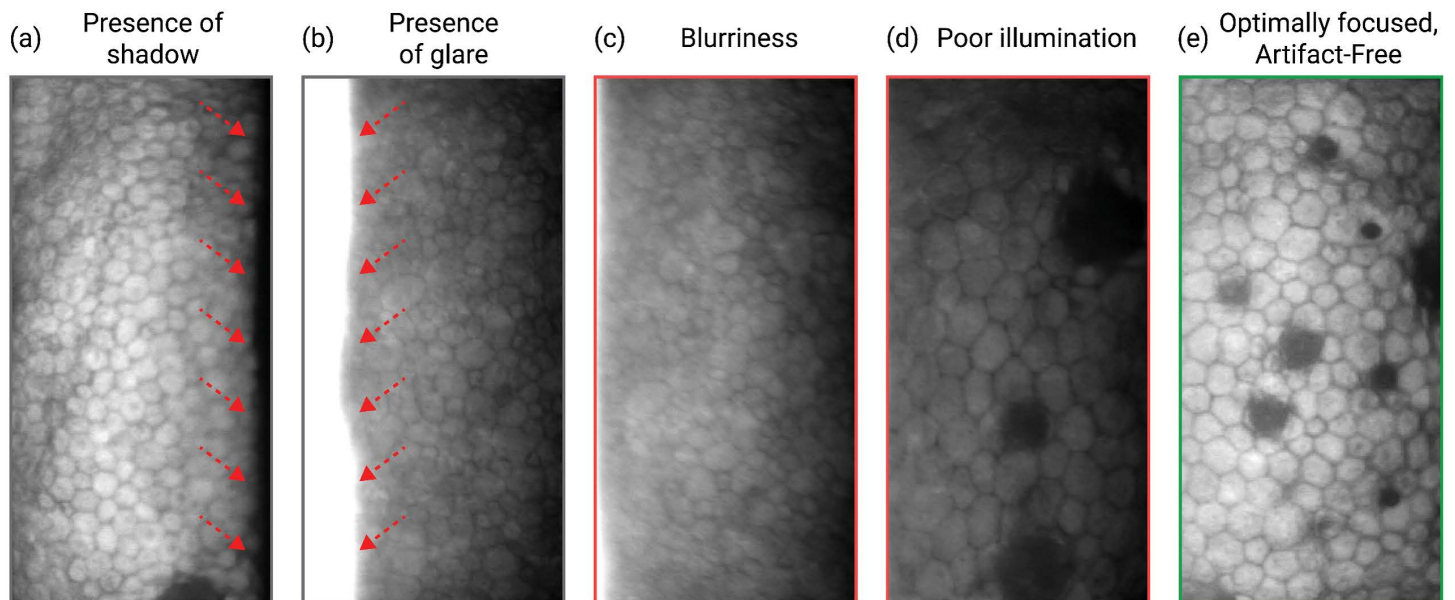 (a) Presence of
shadow
(b) Presence
of glare
(c) Blurriness
(d) Poor illumination
(e) Optimally focused,
Artifact-Free